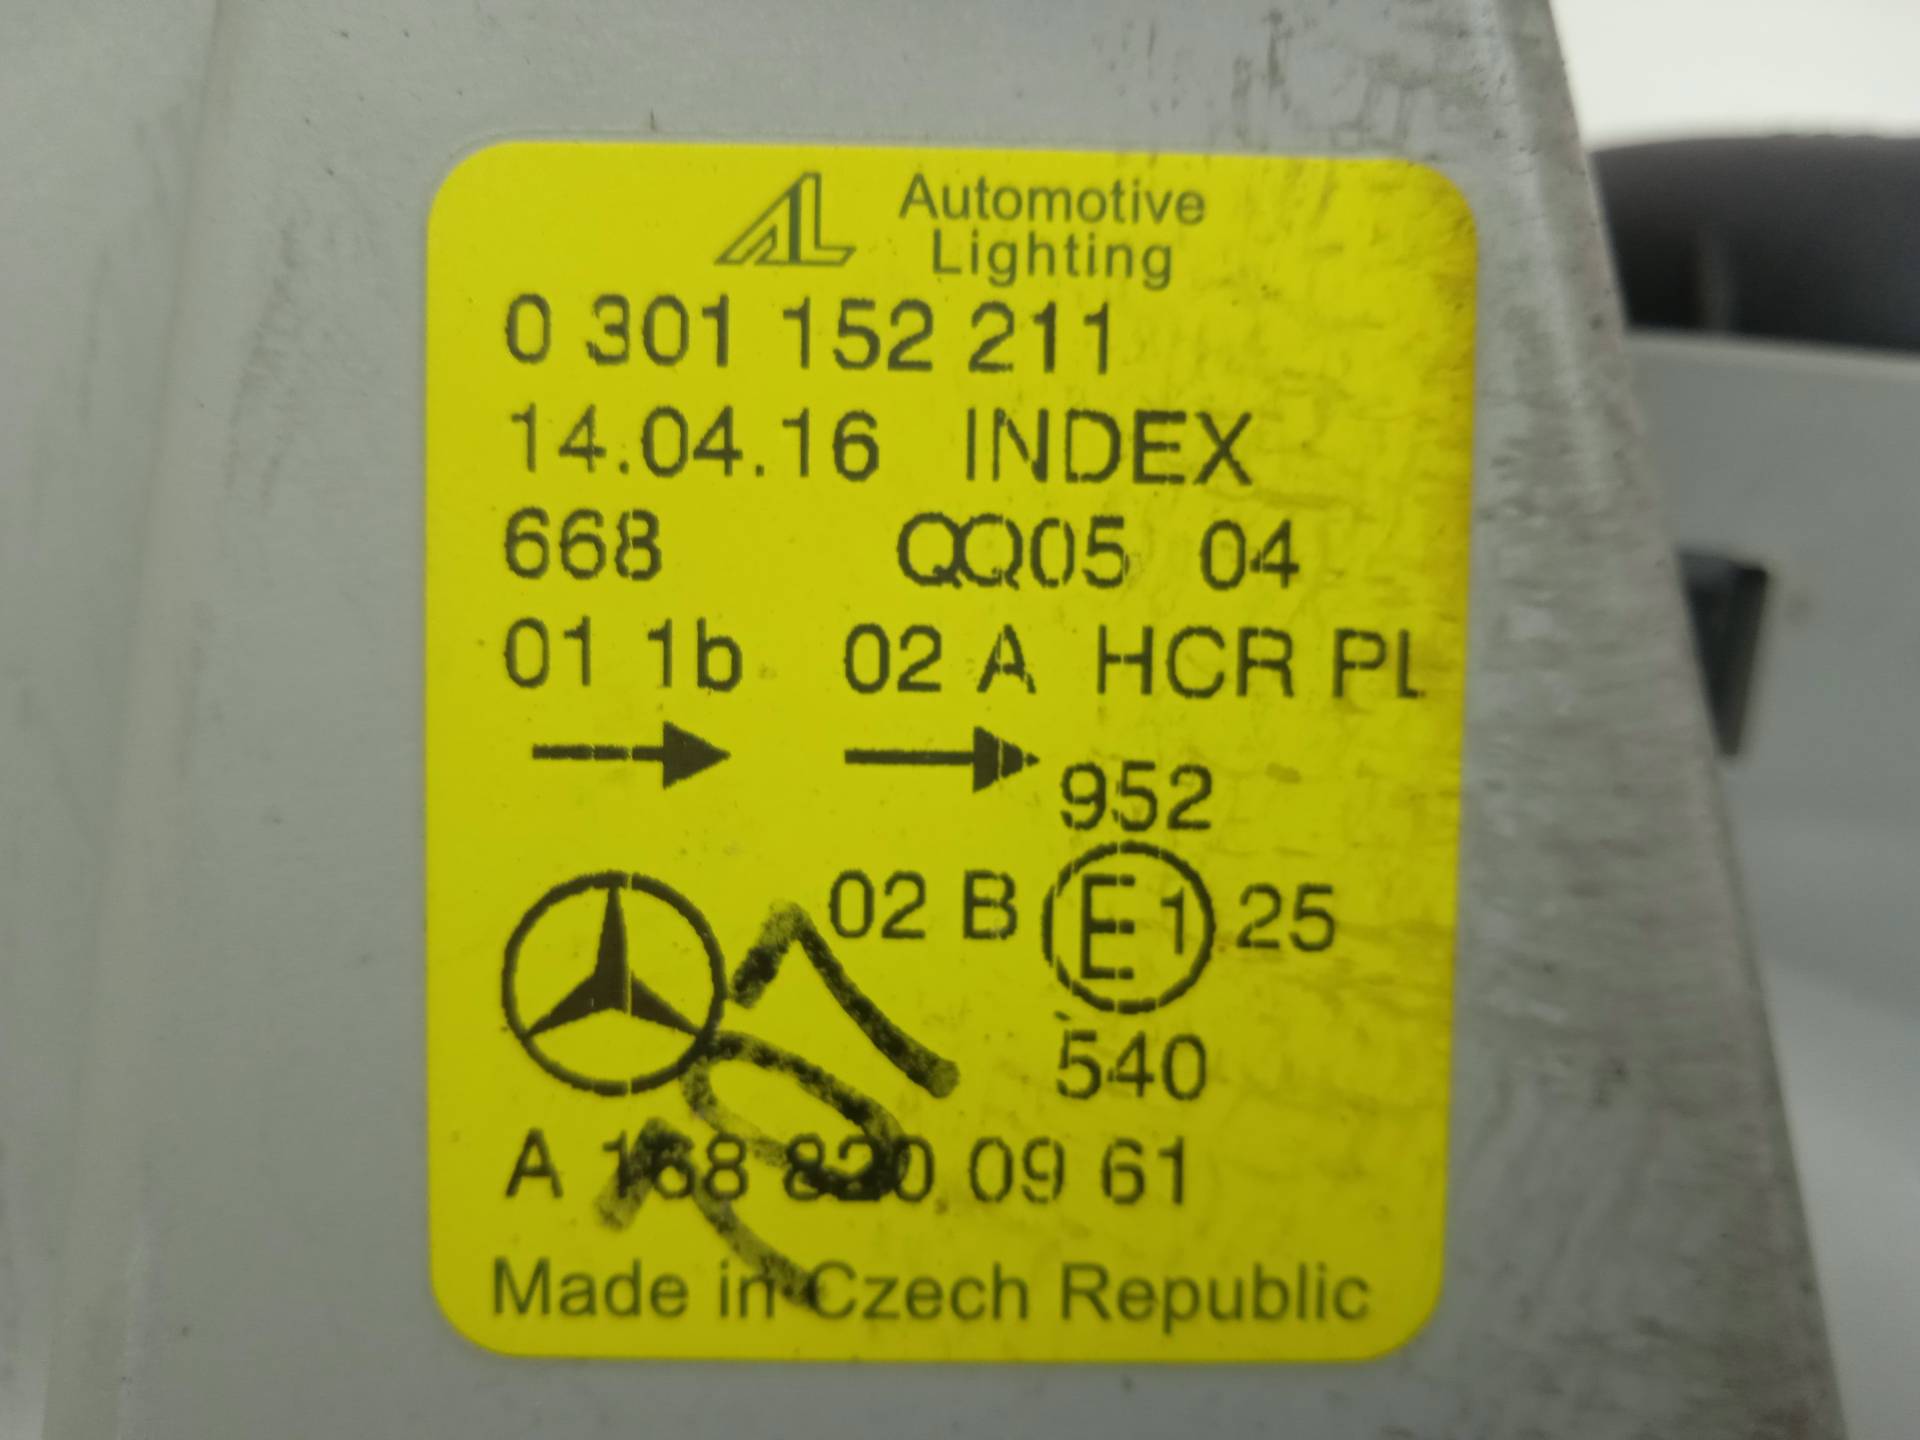 AL Automotive
Lighting
0 301 152 211
14.04.16 INDEX
668 QQ05 04
01 1b 02 A HCR PL
952
02 B E1 25
540
A 168 820 09 61
Made in Czech Republic